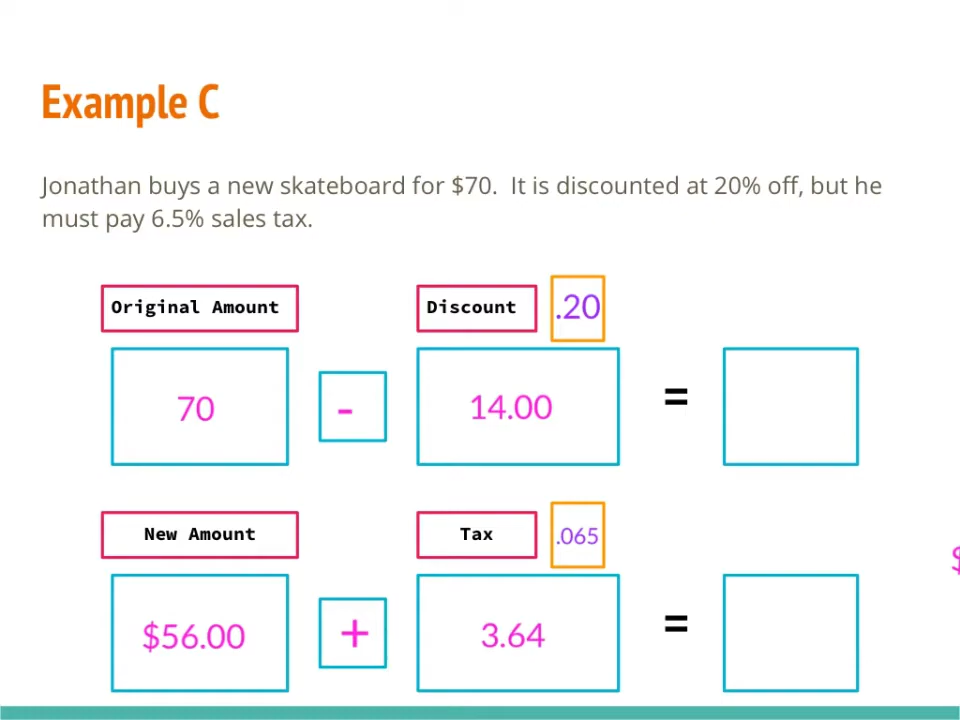 Example C
Jonathan buys a new skateboard for $70.  It is discounted at 20% off, but he
must pay 6.5% sales tax.
Original Amount Discount .20
70 - 14.00 =
New Amount Tax .065
$
$56.00 + 3.64 =